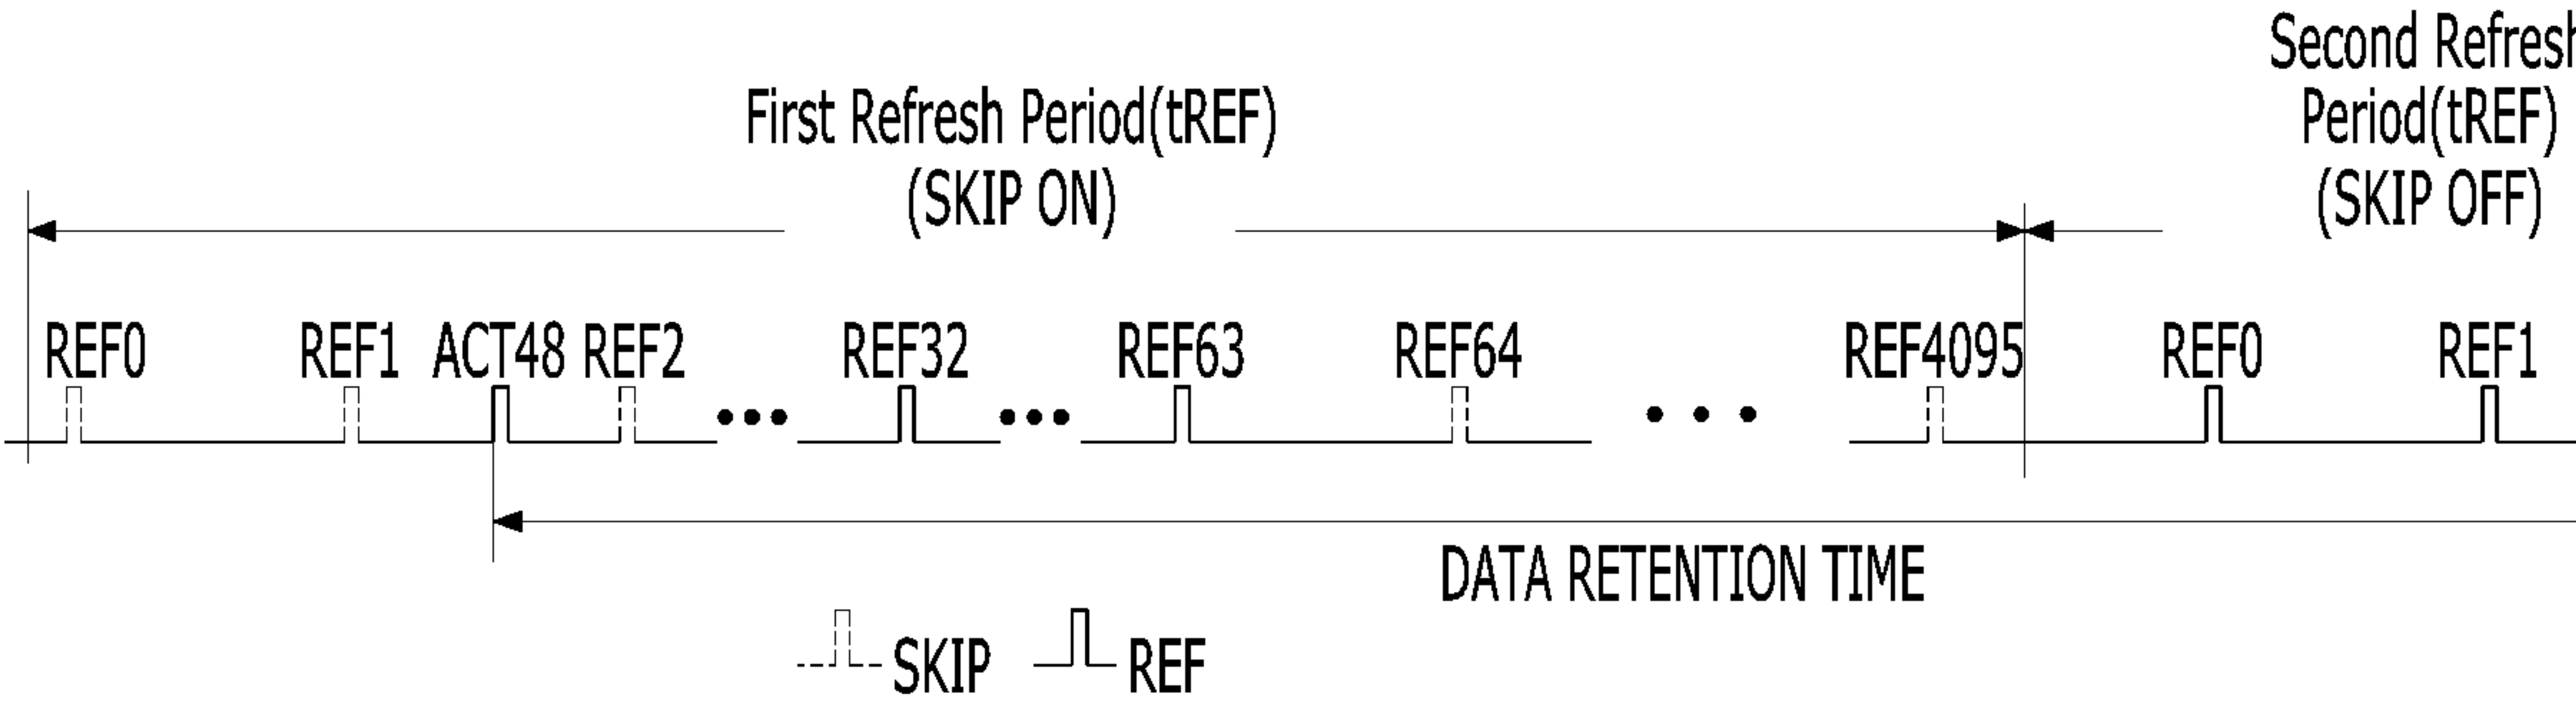 First Refresh Period(tREF)
(SKIP ON)
Second Refresh
Period(tREF)
(SKIP OFF)
REF0 REF1 ACT48 REF2 REF32 REF63 REF64 REF4095 REF0 REF1
DATA RETENTION TIME
SKIP REF